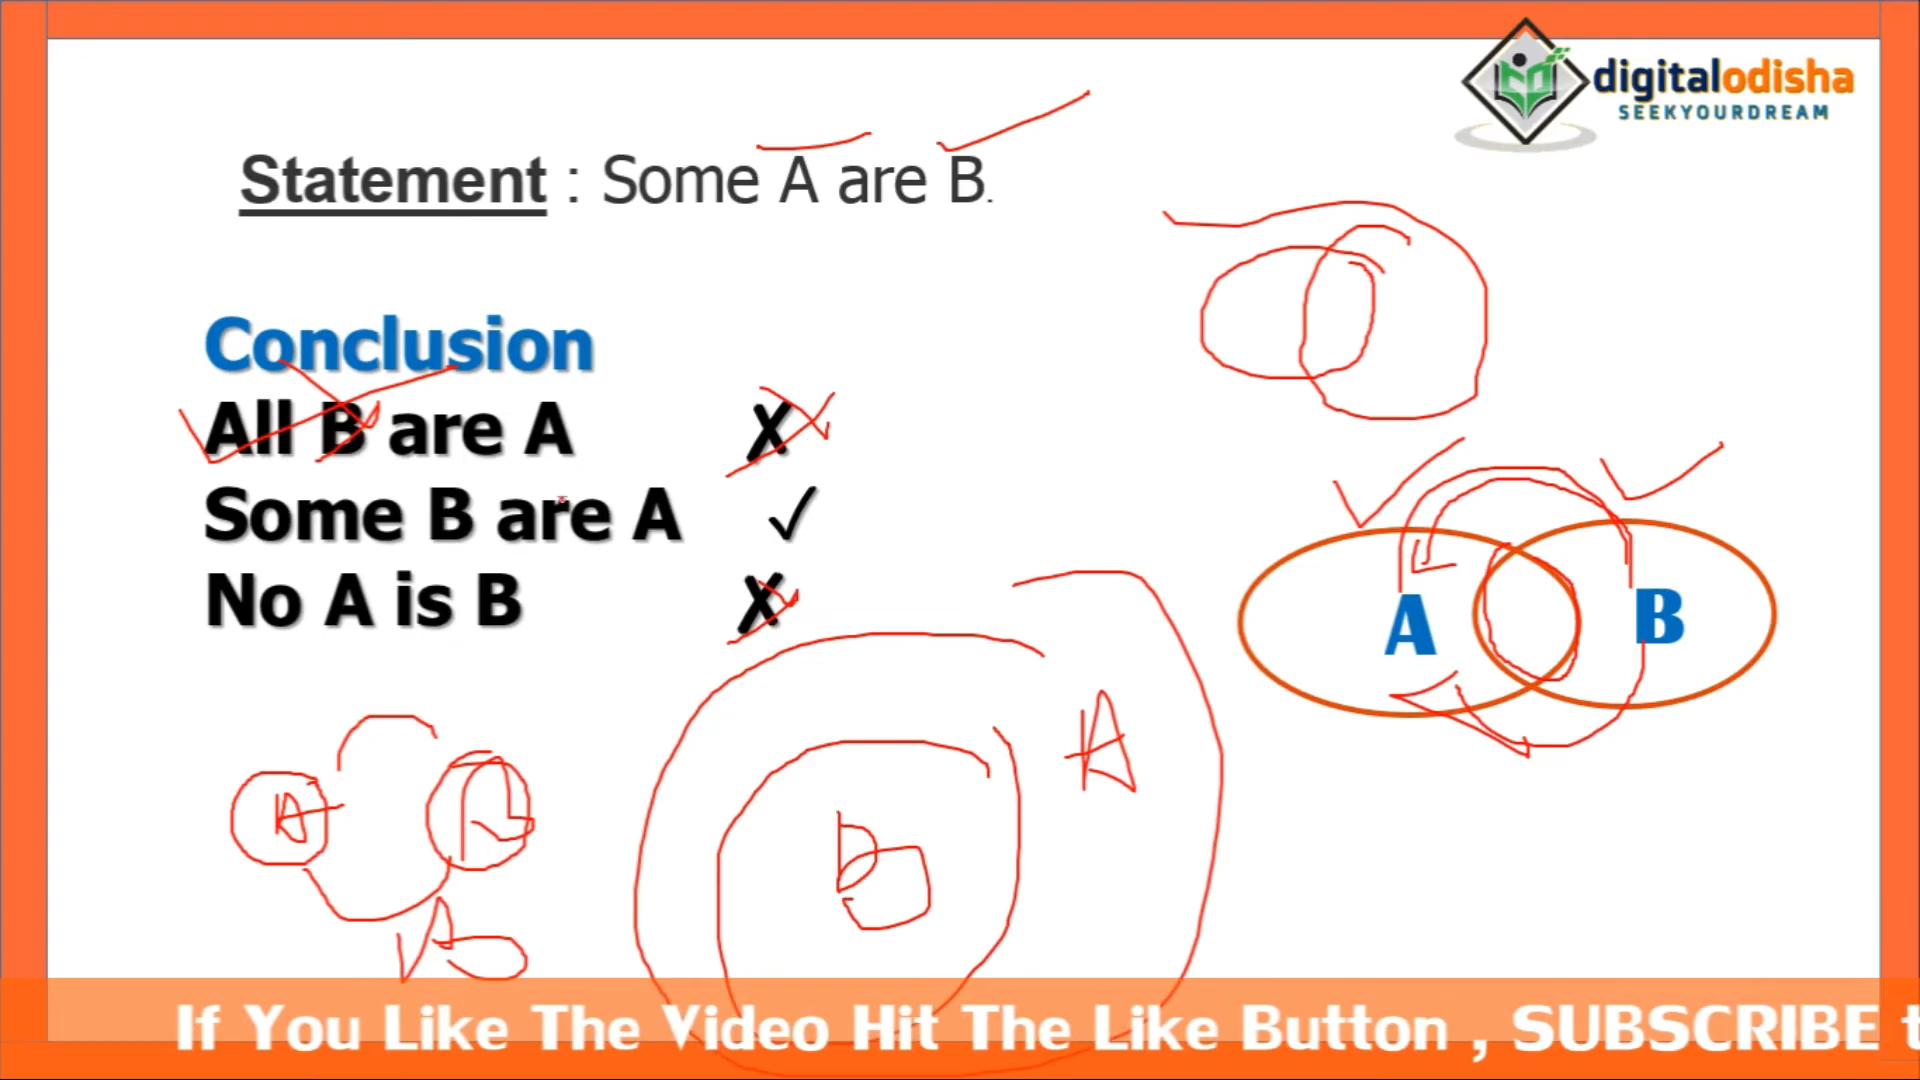 digitalodisha
SEEKYOURDREAM
Statement : Some A are B.
Conclusion
All B are A ✗
Some B are A ✓
No A is B ✗
A B
A
B
A
If You Like The Video Hit The Like Button , SUBSCRIBE t